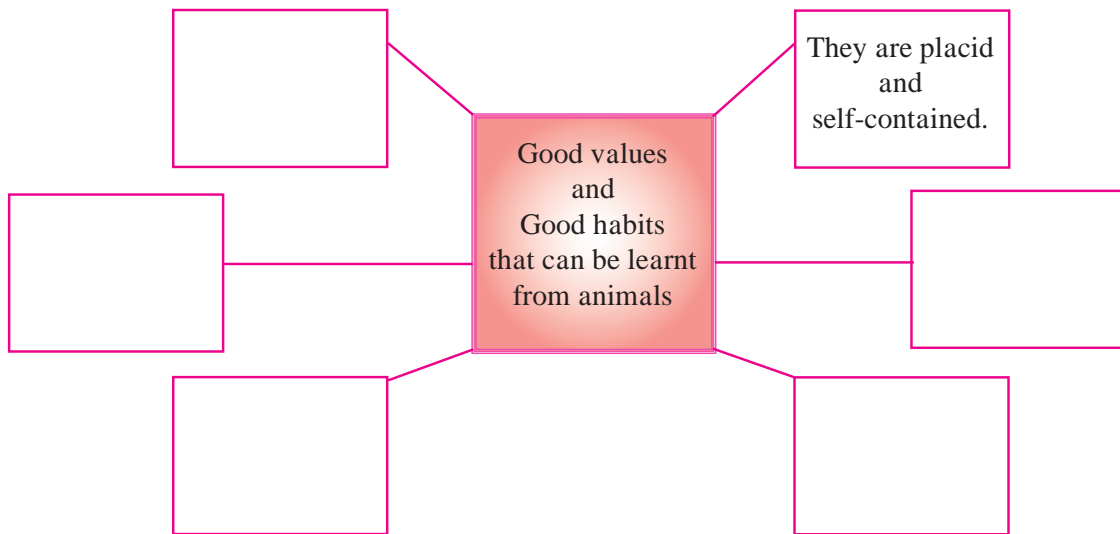 They are placid
and
self-contained.
Good values
and
Good habits
that can be learnt
from animals